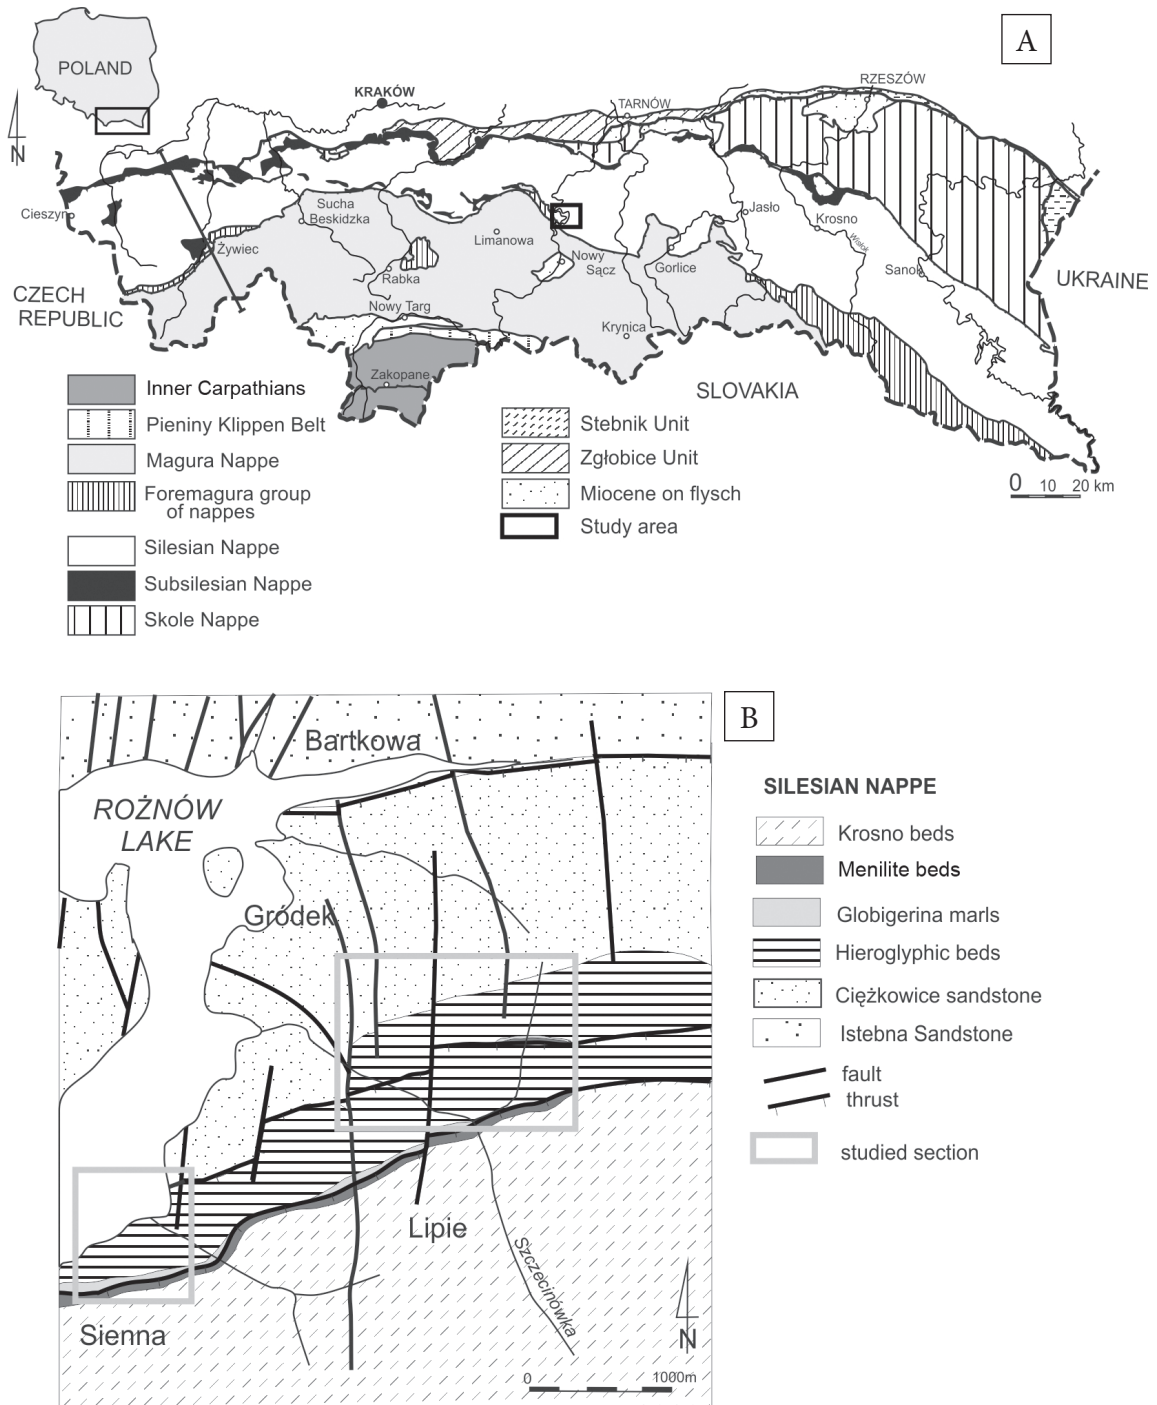 A
POLAND
N
KRAKÓW
TARNÓW
RZESZÓW
Cieszyn
Sucha
Beskidzka
Żywiec
Limanowa
Rabka
Nowy
Sącz
Nowy Targ
Gorlice
Jasło
Krosno
Wisłok
Sanok
Krynica
Zakopane
CZECH
REPUBLIC
UKRAINE
SLOVAKIA
Inner Carpathians
Pieniny Klippen Belt
Magura Nappe
Foremagura group
of nappes
Silesian Nappe
Subsilesian Nappe
Skole Nappe
Stebnik Unit
Zgłobice Unit
Miocene on flysch
Study area
0 10 20 km
B
Bartkowa
ROŻNÓW
LAKE
Gródek
Lipie
Szczecinówka
Sienna
N
0 1000m
SILESIAN NAPPE
Krosno beds
Menilite beds
Globigerina marls
Hieroglyphic beds
Ciężkowice sandstone
Istebna Sandstone
fault
thrust
studied section